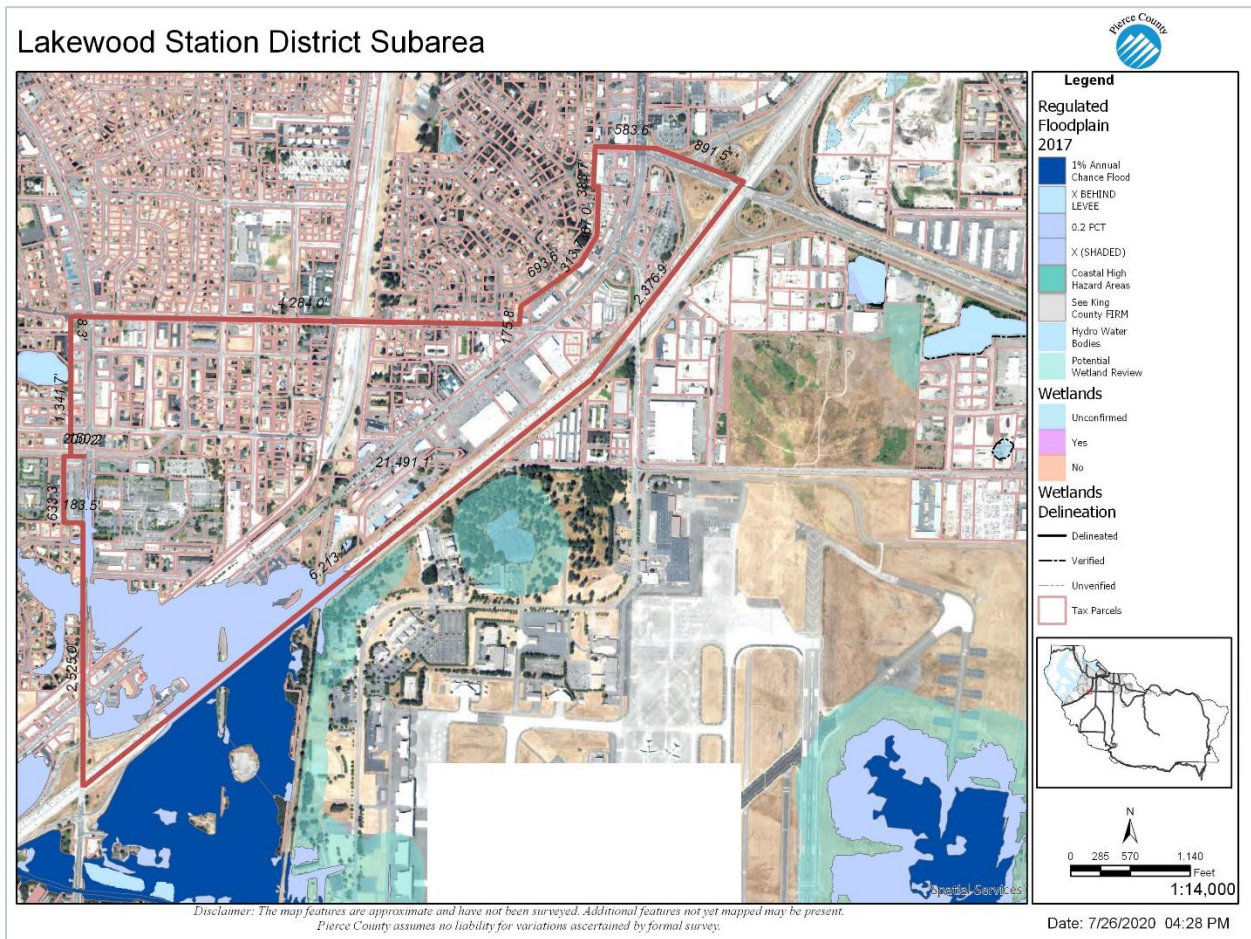 Lakewood Station District Subarea
Pierce County
583.6'
891.5'
693.6'
2,376.9'
4,284.0'
175.8'
8.3'
1,341.7'
21,491.1'
633.3'
183.5'
6,213.1'
2,525.0'
Spatial Services
Legend
Regulated
Floodplain
2017
1% Annual
Chance Flood
X BEHIND
LEVEE
0.2 PCT
X (SHADED)
Coastal High
Hazard Areas
See King
County FIRM
Hydro Water
Bodies
Potential
Wetland Review
Wetlands
Unconfirmed
Yes
No
Wetlands
Delineation
Delineated
Verified
Unverified
Tax Parcels
N
0 285 570 1,140
Feet
1:14,000
Disclaimer: The map features are approximate and have not been surveyed. Additional features not yet mapped may be present.
Pierce County assumes no liability for variations ascertained by formal survey.
Date: 7/26/2020 04:28 PM